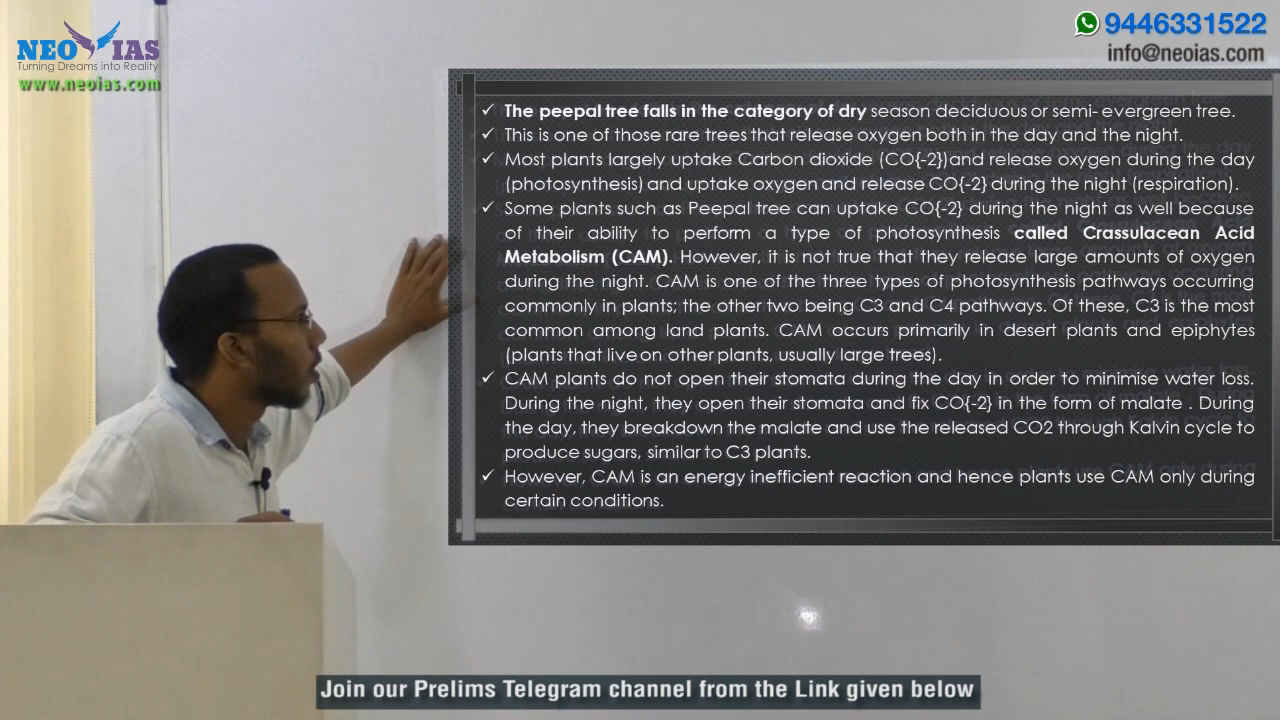 NEO IAS
Turning Dreams into Reality
www.neoias.com
9446331522
info@neoias.com
✓ The peepal tree falls in the category of dry season deciduous or semi- evergreen tree.
✓ This is one of those rare trees that release oxygen both in the day and the night.
✓ Most plants largely uptake Carbon dioxide (CO{-2})and release oxygen during the day
(photosynthesis) and uptake oxygen and release CO{-2} during the night (respiration).
✓ Some plants such as Peepal tree can uptake CO{-2} during the night as well because
of their ability to perform a type of photosynthesis called Crassulacean Acid
Metabolism (CAM). However, it is not true that they release large amounts of oxygen
during the night. CAM is one of the three types of photosynthesis pathways occurring
commonly in plants; the other two being C3 and C4 pathways. Of these, C3 is the most
common among land plants. CAM occurs primarily in desert plants and epiphytes
(plants that live on other plants, usually large trees).
✓ CAM plants do not open their stomata during the day in order to minimise water loss.
During the night, they open their stomata and fix CO{-2} in the form of malate . During
the day, they breakdown the malate and use the released CO2 through Kalvin cycle to
produce sugars, similar to C3 plants.
✓ However, CAM is an energy inefficient reaction and hence plants use CAM only during
certain conditions.
Join our Prelims Telegram channel from the Link given below